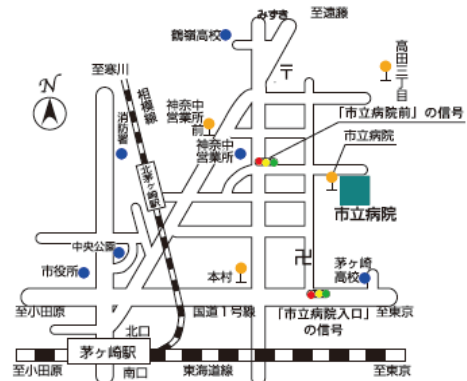 みずき
至遠藤
鶴嶺高校
N
至寒川
相模線
〒
高田三丁目
消防署
神奈中
営業所
前
「市立病院前」の信号
神奈中
営業所
市立病院
北茅ヶ崎駅
市立病院
中央公園
卍
市役所
本村
茅ヶ崎
高校
至小田原
国道1号線
「市立病院入口」
の信号
至東京
北口
茅ヶ崎駅
至小田原
南口
東海道線
至東京